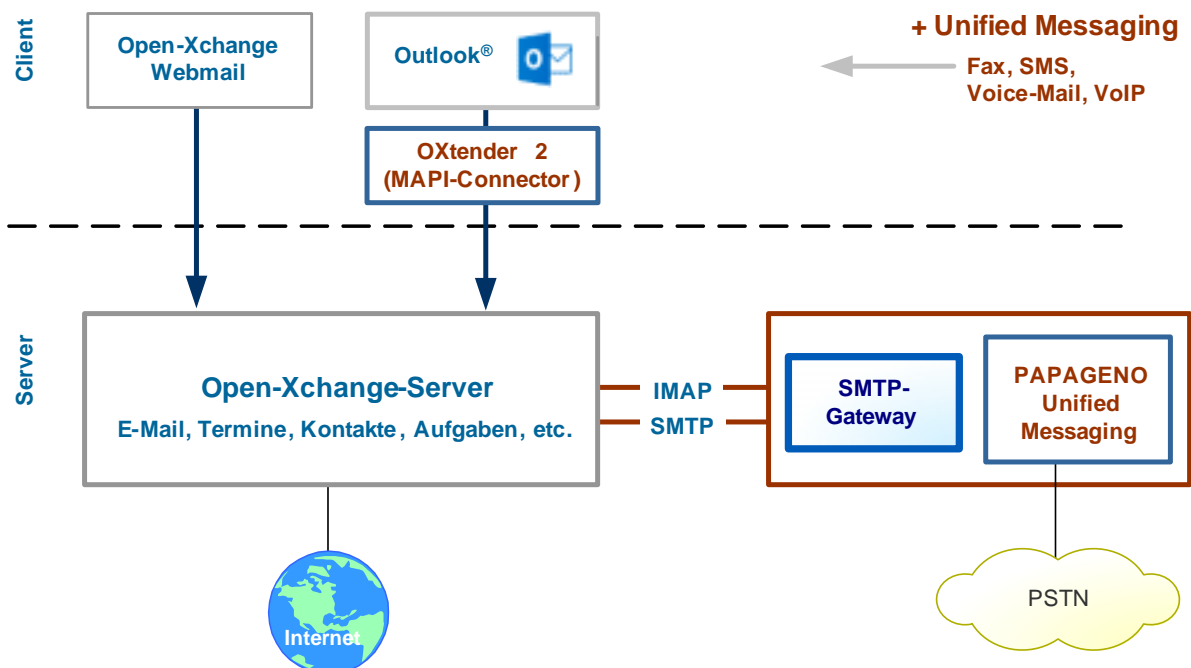 Client
Open-Xchange
Webmail
Outlook®
O
+ Unified Messaging
Fax, SMS,
Voice-Mail, VoIP
OXtender 2
(MAPI-Connector)
Server
Open-Xchange-Server
E-Mail, Termine, Kontakte, Aufgaben, etc.
IMAP
SMTP
SMTP-
Gateway
PAPAGENO
Unified
Messaging
Internet
PSTN